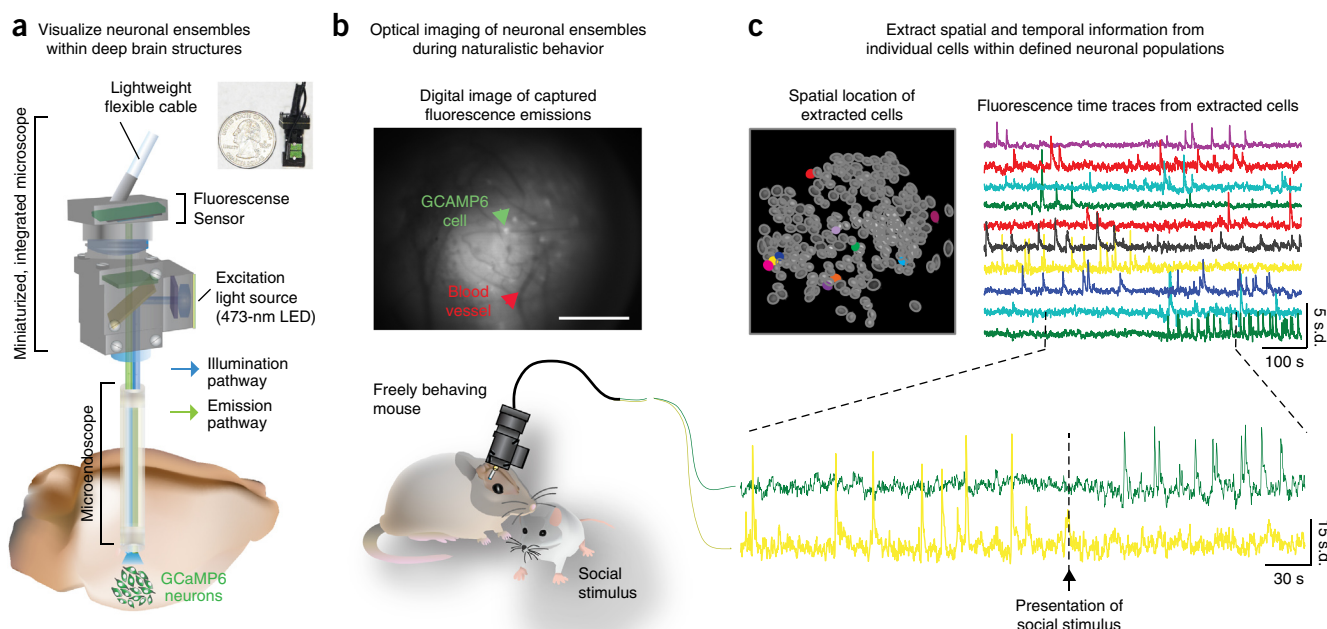 a Visualize neuronal ensembles
within deep brain structures
Lightweight
flexible cable
Miniaturized, integrated microscope
Fluorescense
Sensor
Excitation
light source
(473-nm LED)
Illumination
pathway
Emission
pathway
Microendoscope
GCaMP6
neurons
b Optical imaging of neuronal ensembles
during naturalistic behavior
Digital image of captured
fluorescence emissions
GCAMP6
cell
Blood
vessel
Freely behaving
mouse
Social
stimulus
c Extract spatial and temporal information from
individual cells within defined neuronal populations
Spatial location of
extracted cells
Fluorescence time traces from extracted cells
5 s.d.
100 s
15 s.d.
30 s
Presentation of
social stimulus